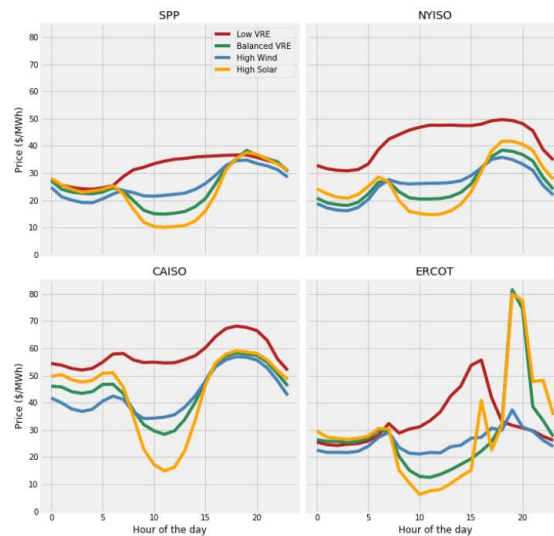 SPP
NYISO
Low VRE
Balanced VRE
High Wind
High Solar
Price ($/MWh)
80
70
60
50
40
30
20
10
0
CAISO
ERCOT
Price ($/MWh)
80
70
60
50
40
30
20
10
0
0 5 10 15 20 0 5 10 15 20
Hour of the day Hour of the day